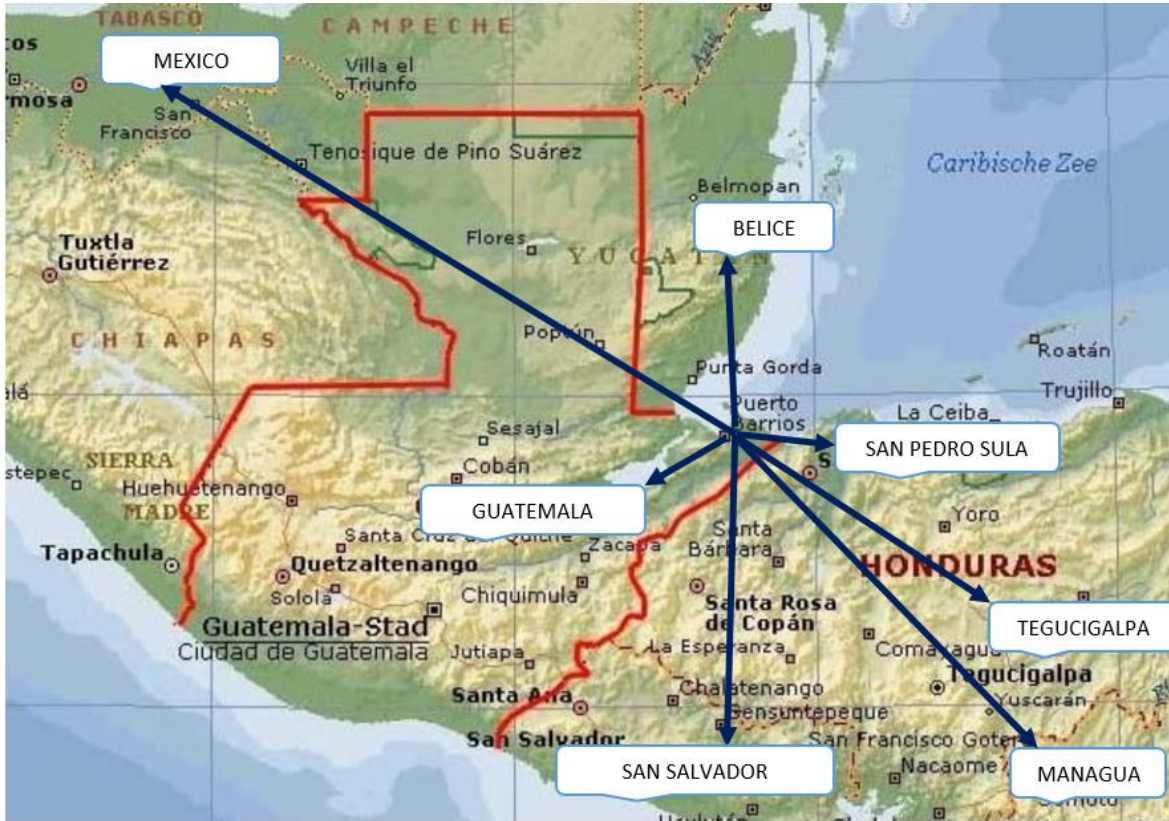 TABASCO
CAMPECHE
MEXICO
Villa el
Triunfo
San
Francisco
Tenosique de Pino Suárez
Caribische Zee
Belmopan
BELICE
Tuxtla
Gutiérrez
Flores
YUCATÁN
CHIAPAS
Poptún
Roatán
Punta Gorda
Trujillo
Puerto
Barrios
La Ceiba
Sesajal
SAN PEDRO SULA
SIERRA
MADRE
Cobán
Huehuetenango
GUATEMALA
Yoro
Santa
Bárbara
Zacapa
Tapachula
Quetzaltenango
HONDURAS
Sololá
Chiquimula
Santa Rosa
de Copán
Guatemala-Stad
Ciudad de Guatemala
TEGUCIGALPA
Jutiapa
La Esperanza
Comayagua
Tegucigalpa
Santa Ana
Chalatenango
Yuscarán
Sensuntepeque
San Salvador
San Francisco
SAN SALVADOR
Nacaome
MANAGUA